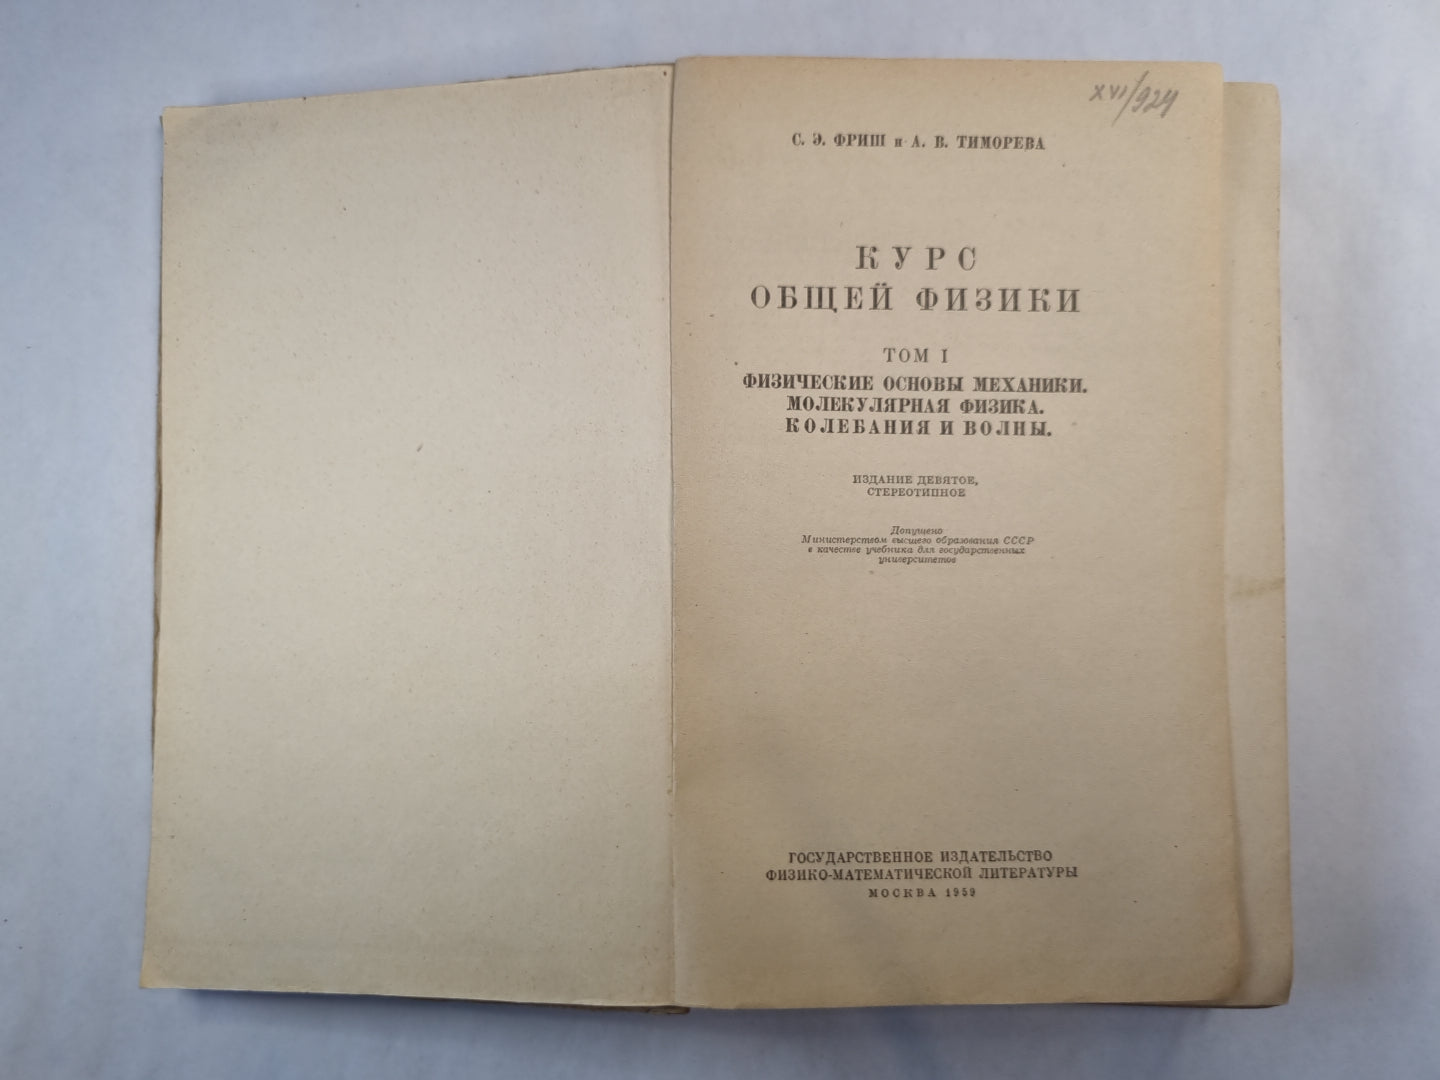 XVI/924
С. Э. ФРИШ и А. В. ТИМОРЕВА
КУРС
ОБЩЕЙ ФИЗИКИ
ТОМ I
ФИЗИЧЕСКИЕ ОСНОВЫ МЕХАНИКИ.
МОЛЕКУЛЯРНАЯ ФИЗИКА.
КОЛЕБАНИЯ И ВОЛНЫ.
ИЗДАНИЕ ДЕВЯТОЕ,
СТЕРЕОТИПНОЕ
Допущено
Министерством высшего образования СССР
в качестве учебника для государственных
университетов
ГОСУДАРСТВЕННОЕ ИЗДАТЕЛЬСТВО
ФИЗИКО-МАТЕМАТИЧЕСКОЙ ЛИТЕРАТУРЫ
МОСКВА 1959